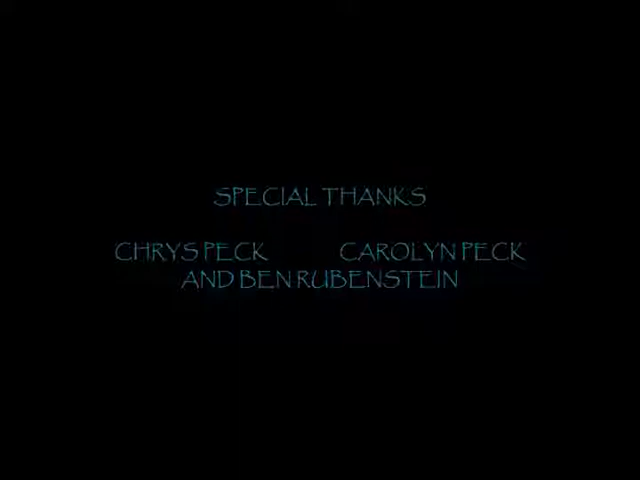 SPECIAL THANKS
CHRYS PECK CAROLYN PECK
AND BEN RUBENSTEIN